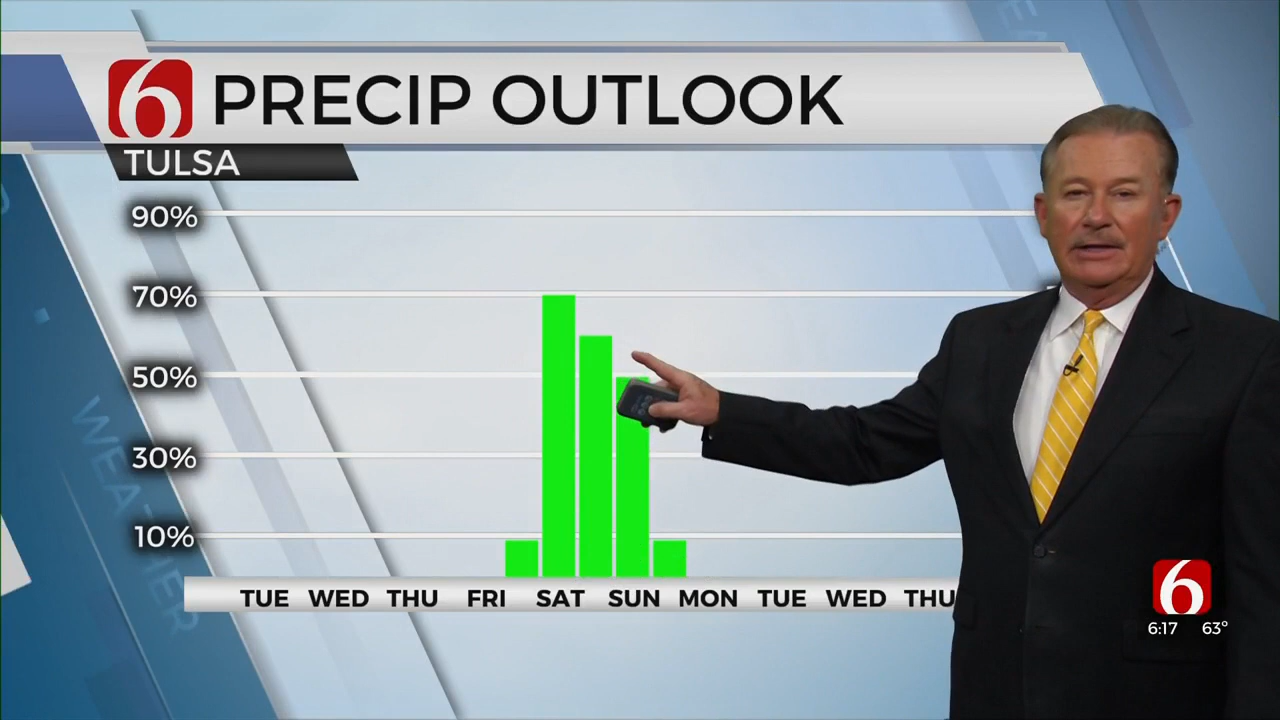 6 PRECIP OUTLOOK
TULSA
90%
70%
50%
30%
10%
TUE WED THU FRI SAT SUN MON TUE WED THU
6
6:17 63°
WEATHER